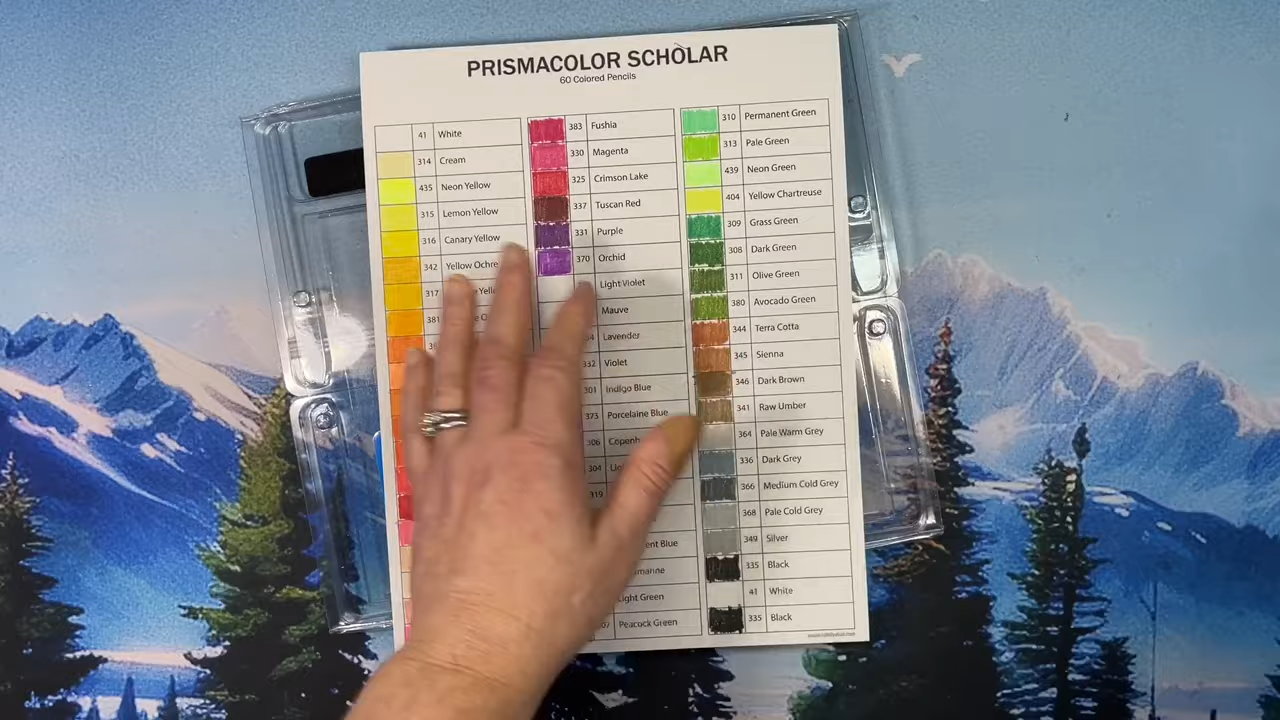 PRISMACOLOR SCHOLAR
60 Colored Pencils
41 White
314 Cream
435 Neon Yellow
315 Lemon Yellow
316 Canary Yellow
342 Yellow Ochre
317
381
383 Fushia
330 Magenta
325 Crimson Lake
337 Tuscan Red
331 Purple
370 Orchid
Light Violet
Mauve
Lavender
332 Violet
301 Indigo Blue
373 Porcelaine Blue
306
304
319
Light Green
Peacock Green
310 Permanent Green
313 Pale Green
439 Neon Green
404 Yellow Chartreuse
309 Grass Green
308 Dark Green
311 Olive Green
380 Avocado Green
344 Terra Cotta
345 Sienna
346 Dark Brown
341 Raw Umber
364 Pale Warm Grey
336 Dark Grey
366 Medium Cold Grey
368 Pale Cold Grey
349 Silver
335 Black
41 White
335 Black